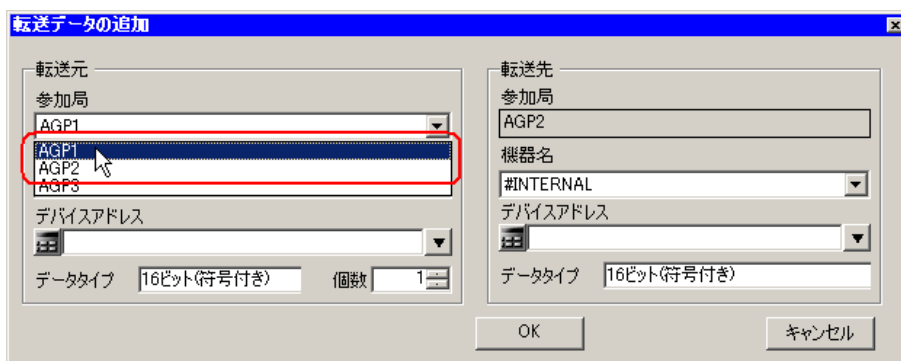 転送データの追加
転送元
参加局
AGP1
AGP1
AGP2
AGP3
デバイスアドレス
データタイプ 16ビット(符号付き) 個数 1
転送先
参加局
AGP2
機器名
#INTERNAL
デバイスアドレス
データタイプ 16ビット(符号付き)
OK キャンセル